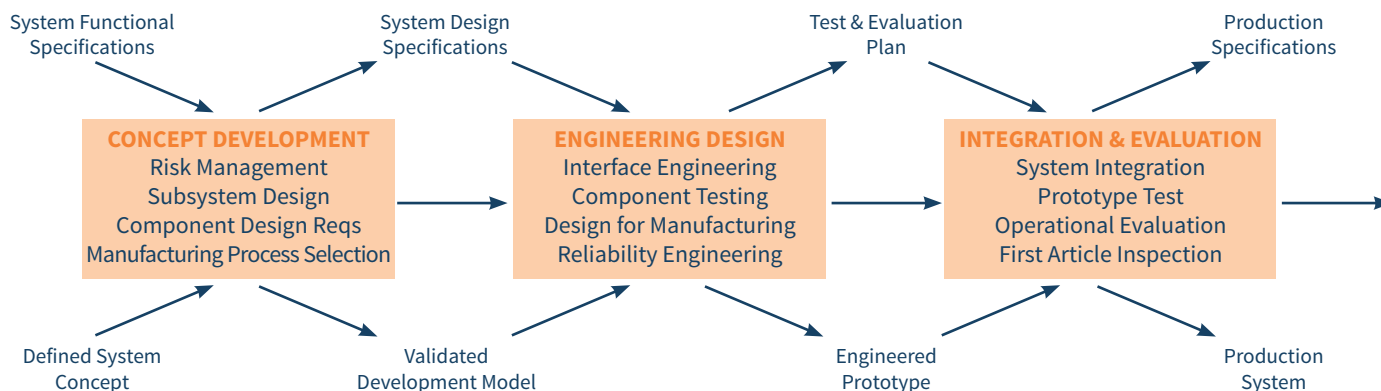 System Functional
Specifications
System Design
Specifications
Test & Evaluation
Plan
Production
Specifications
CONCEPT DEVELOPMENT
Risk Management
Subsystem Design
Component Design Reqs
Manufacturing Process Selection
ENGINEERING DESIGN
Interface Engineering
Component Testing
Design for Manufacturing
Reliability Engineering
INTEGRATION & EVALUATION
System Integration
Prototype Test
Operational Evaluation
First Article Inspection
Defined System
Concept
Validated
Development Model
Engineered
Prototype
Production
System